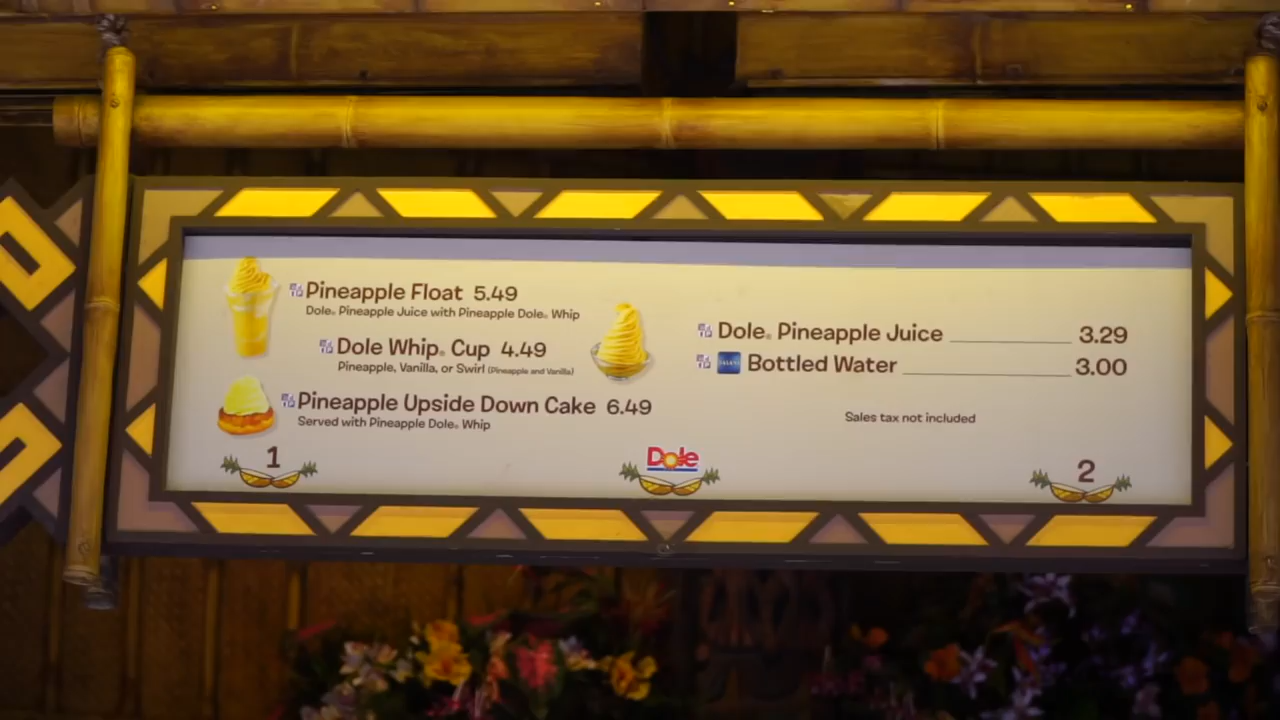 Pineapple Float 5.49
Dole® Pineapple Juice with Pineapple Dole® Whip
Dole Whip® Cup 4.49
Pineapple, Vanilla, or Swirl (Pineapple and Vanilla)
Pineapple Upside Down Cake 6.49
Served with Pineapple Dole® Whip
1
Dole
Dole® Pineapple Juice 3.29
Bottled Water 3.00
Sales tax not included
2